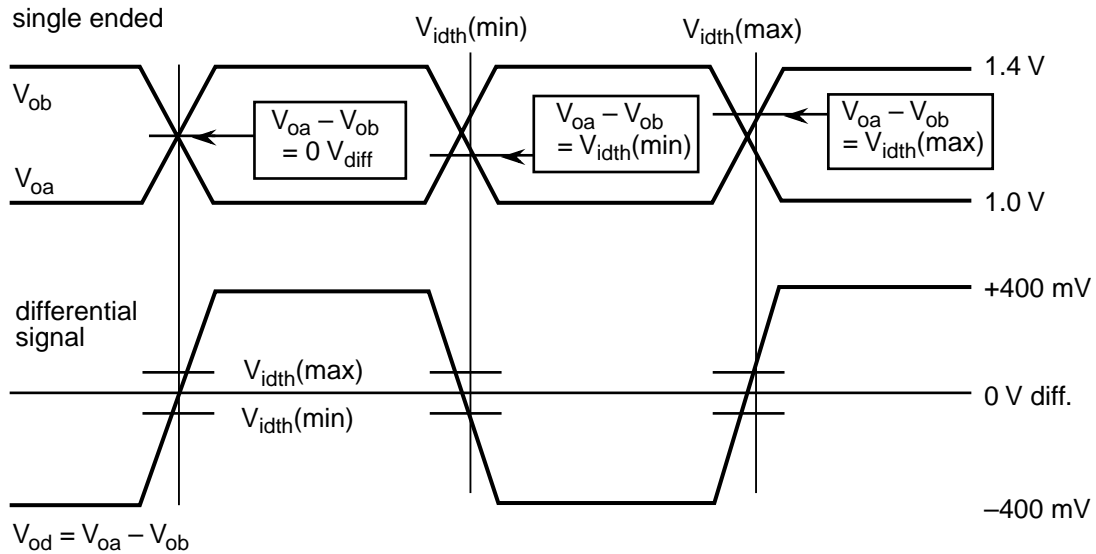 single ended
V_idth(min)
V_idth(max)
1.4 V
V_ob
V_oa – V_ob
= 0 V_diff
V_oa – V_ob
= V_idth(min)
V_oa – V_ob
= V_idth(max)
V_oa
1.0 V
+400 mV
differential
signal
V_idth(max)
0 V diff.
V_idth(min)
–400 mV
V_od = V_oa – V_ob